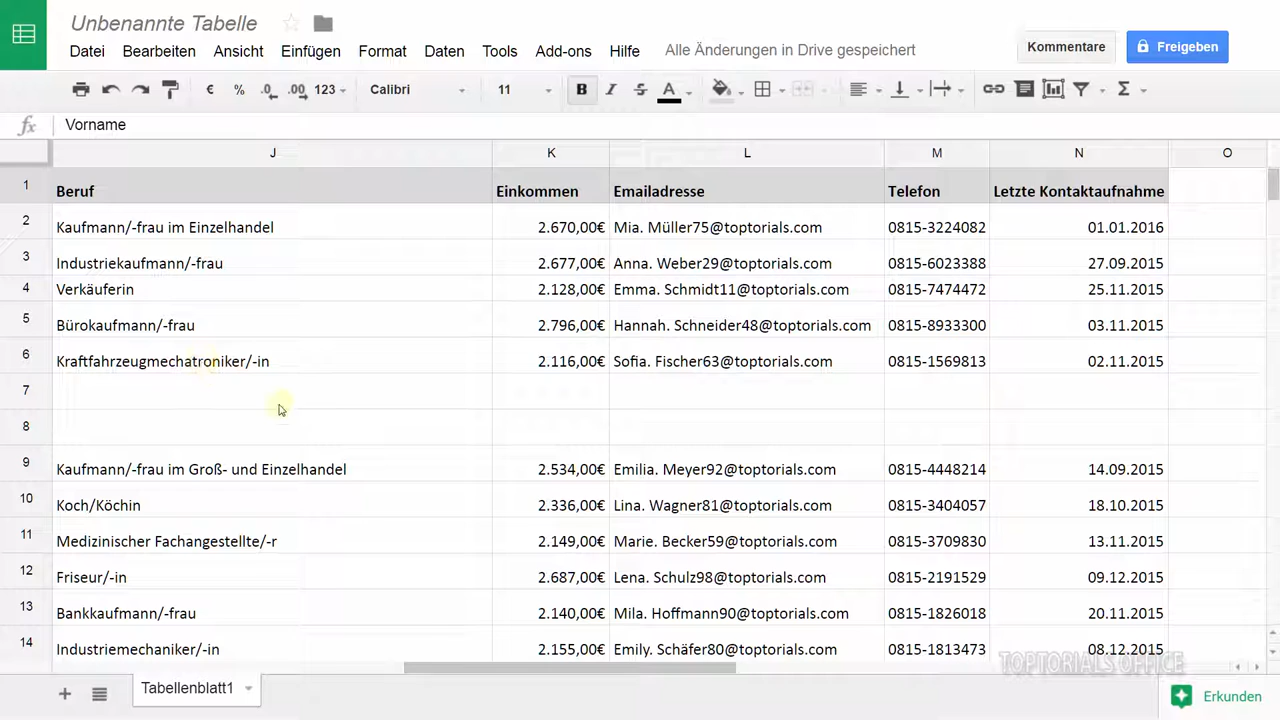 Unbenannte Tabelle
Datei Bearbeiten Ansicht Einfügen Format Daten Tools Add-ons Hilfe Alle Änderungen in Drive gespeichert
Kommentare Freigeben
€ % .0 .00 123 Calibri 11 B I S A Σ
fx Vorname
J K L M N O
1 Beruf Einkommen Emailadresse Telefon Letzte Kontaktaufnahme
2 Kaufmann/-frau im Einzelhandel 2.670,00€ Mia. Müller75@toptorials.com 0815-3224082 01.01.2016
3 Industriekaufmann/-frau 2.677,00€ Anna. Weber29@toptorials.com 0815-6023388 27.09.2015
4 Verkäuferin 2.128,00€ Emma. Schmidt11@toptorials.com 0815-7474472 25.11.2015
5 Bürokaufmann/-frau 2.796,00€ Hannah. Schneider48@toptorials.com 0815-8933300 03.11.2015
6 Kraftfahrzeugmechatroniker/-in 2.116,00€ Sofia. Fischer63@toptorials.com 0815-1569813 02.11.2015
7
8
9 Kaufmann/-frau im Groß- und Einzelhandel 2.534,00€ Emilia. Meyer92@toptorials.com 0815-4448214 14.09.2015
10 Koch/Köchin 2.336,00€ Lina. Wagner81@toptorials.com 0815-3404057 18.10.2015
11 Medizinischer Fachangestellte/-r 2.149,00€ Marie. Becker59@toptorials.com 0815-3709830 13.11.2015
12 Friseur/-in 2.687,00€ Lena. Schulz98@toptorials.com 0815-2191529 09.12.2015
13 Bankkaufmann/-frau 2.140,00€ Mila. Hoffmann90@toptorials.com 0815-1826018 20.11.2015
14 Industriemechaniker/-in 2.155,00€ Emily. Schäfer80@toptorials.com 0815-1813473 08.12.2015
TOPTORIALS OFFICE
Tabellenblatt1
Erkunden